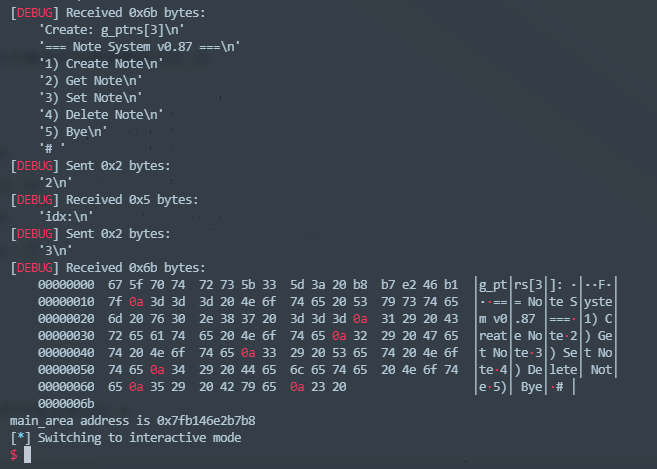 [DEBUG] Received 0x6b bytes:
'Create: g_ptrs[3]\n'
'=== Note System v0.87 ===\n'
'1) Create Note\n'
'2) Get Note\n'
'3) Set Note\n'
'4) Delete Note\n'
'5) Bye\n'
'# '
[DEBUG] Sent 0x2 bytes:
'2\n'
[DEBUG] Received 0x5 bytes:
'idx:\n'
[DEBUG] Sent 0x2 bytes:
'3\n'
[DEBUG] Received 0x6b bytes:
00000000  67 5f 70 74  72 73 5b 33  5d 3a 20 b8  b7 e2 46 b1  │g_pt│rs[3│]: ·│··F·│
00000010  7f 0a 3d 3d  3d 20 4e 6f  74 65 20 53  79 73 74 65  │··==│= No│te S│yste│
00000020  6d 20 76 30  2e 38 37 20  3d 3d 3d 0a  31 29 20 43  │m v0│.87 │===·│1) C│
00000030  72 65 61 74  65 20 4e 6f  74 65 0a 32  29 20 47 65  │reat│e No│te·2│) Ge│
00000040  74 20 4e 6f  74 65 0a 33  29 20 53 65  74 20 4e 6f  │t No│te·3│) Se│t No│
00000050  74 65 0a 34  29 20 44 65  6c 65 74 65  20 4e 6f 74  │te·4│) De│lete│ Not│
00000060  65 0a 35 29  20 42 79 65  0a 23 20                  │e·5)│ Bye│·# │
0000006b
main_area address is 0x7fb146e2b7b8
[*] Switching to interactive mode
$